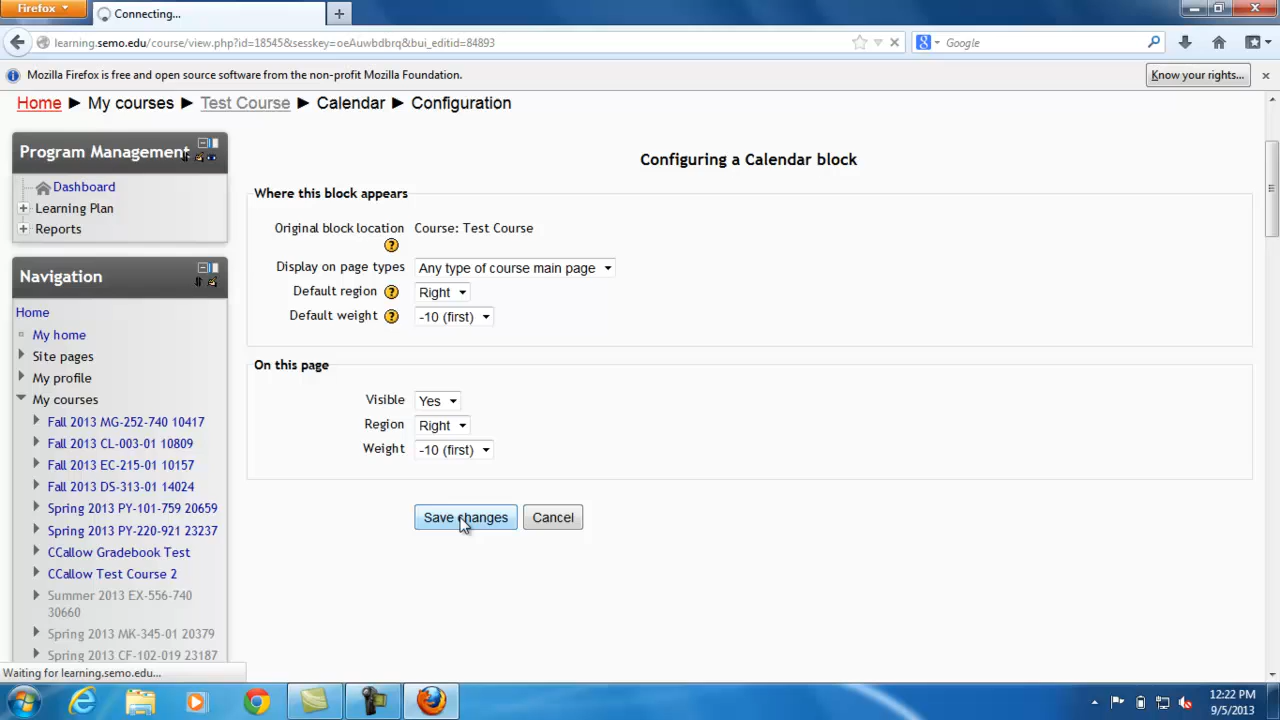 Firefox
Connecting...
learning.semo.edu/course/view.php?id=18545&sesskey=oeAuwbdbrq&bui_editid=84893
Google
Mozilla Firefox is free and open source software from the non-profit Mozilla Foundation.
Know your rights...
Home ► My courses ► Test Course ► Calendar ► Configuration
Program Management
Dashboard
Learning Plan
Reports
Navigation
Home
My home
Site pages
My profile
My courses
Fall 2013 MG-252-740 10417
Fall 2013 CL-003-01 10809
Fall 2013 EC-215-01 10157
Fall 2013 DS-313-01 14024
Spring 2013 PY-101-759 20659
Spring 2013 PY-220-921 23237
CCallow Gradebook Test
CCallow Test Course 2
Summer 2013 EX-556-740
30660
Spring 2013 MK-345-01 20379
Spring 2013 CF-102-019 23187
Configuring a Calendar block
Where this block appears
Original block location Course: Test Course
Display on page types Any type of course main page
Default region Right
Default weight -10 (first)
On this page
Visible Yes
Region Right
Weight -10 (first)
Save changes Cancel
Waiting for learning.semo.edu...
12:22 PM
9/5/2013